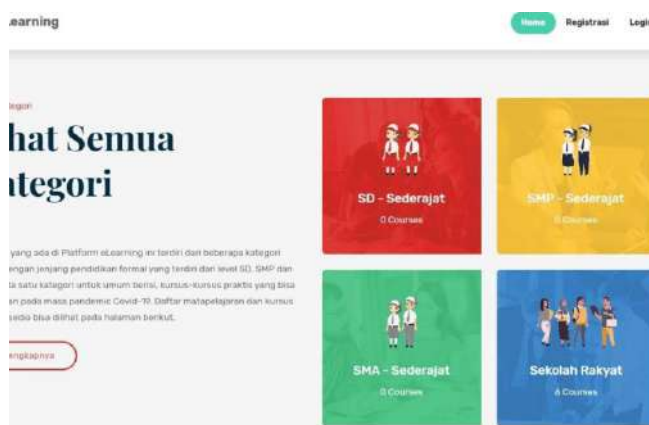 earning
Home Registrasi Login
tegori
hat Semua
ategori
yang ada di Platform eLearning ini terdiri dari beberapa kategori
engan jenjang pendidikan formal yang terdiri dari level SD, SMP dan
ta satu kategori untuk umum berisi, kursus-kursus praktis yang bisa
an pada masa pandemic Covid-19. Daftar matapelajaran dan kursus
sedia bisa dilihat pada halaman berikut.
engkapnya
SD - Sederajat
0 Courses
SMP - Sederajat
0 Courses
SMA - Sederajat
0 Courses
Sekolah Rakyat
6 Courses